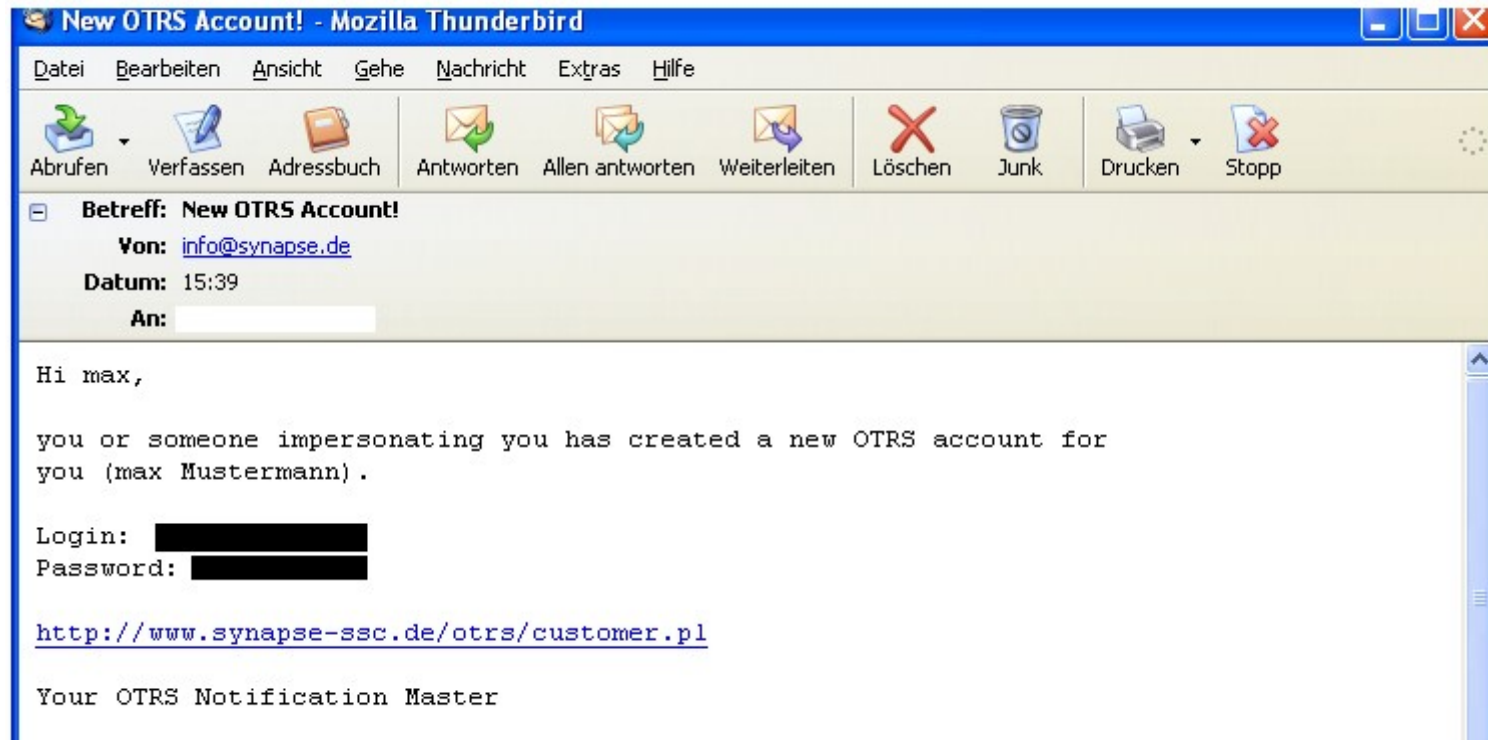 New OTRS Account! - Mozilla Thunderbird
Datei Bearbeiten Ansicht Gehe Nachricht Extras Hilfe
Abrufen Verfassen Adressbuch Antworten Allen antworten Weiterleiten Löschen Junk Drucken Stopp
Betreff: New OTRS Account!
Von: info@synapse.de
Datum: 15:39
An:
Hi max,
you or someone impersonating you has created a new OTRS account for
you (max Mustermann).
Login:
Password:
http://www.synapse-ssc.de/otrs/customer.pl
Your OTRS Notification Master